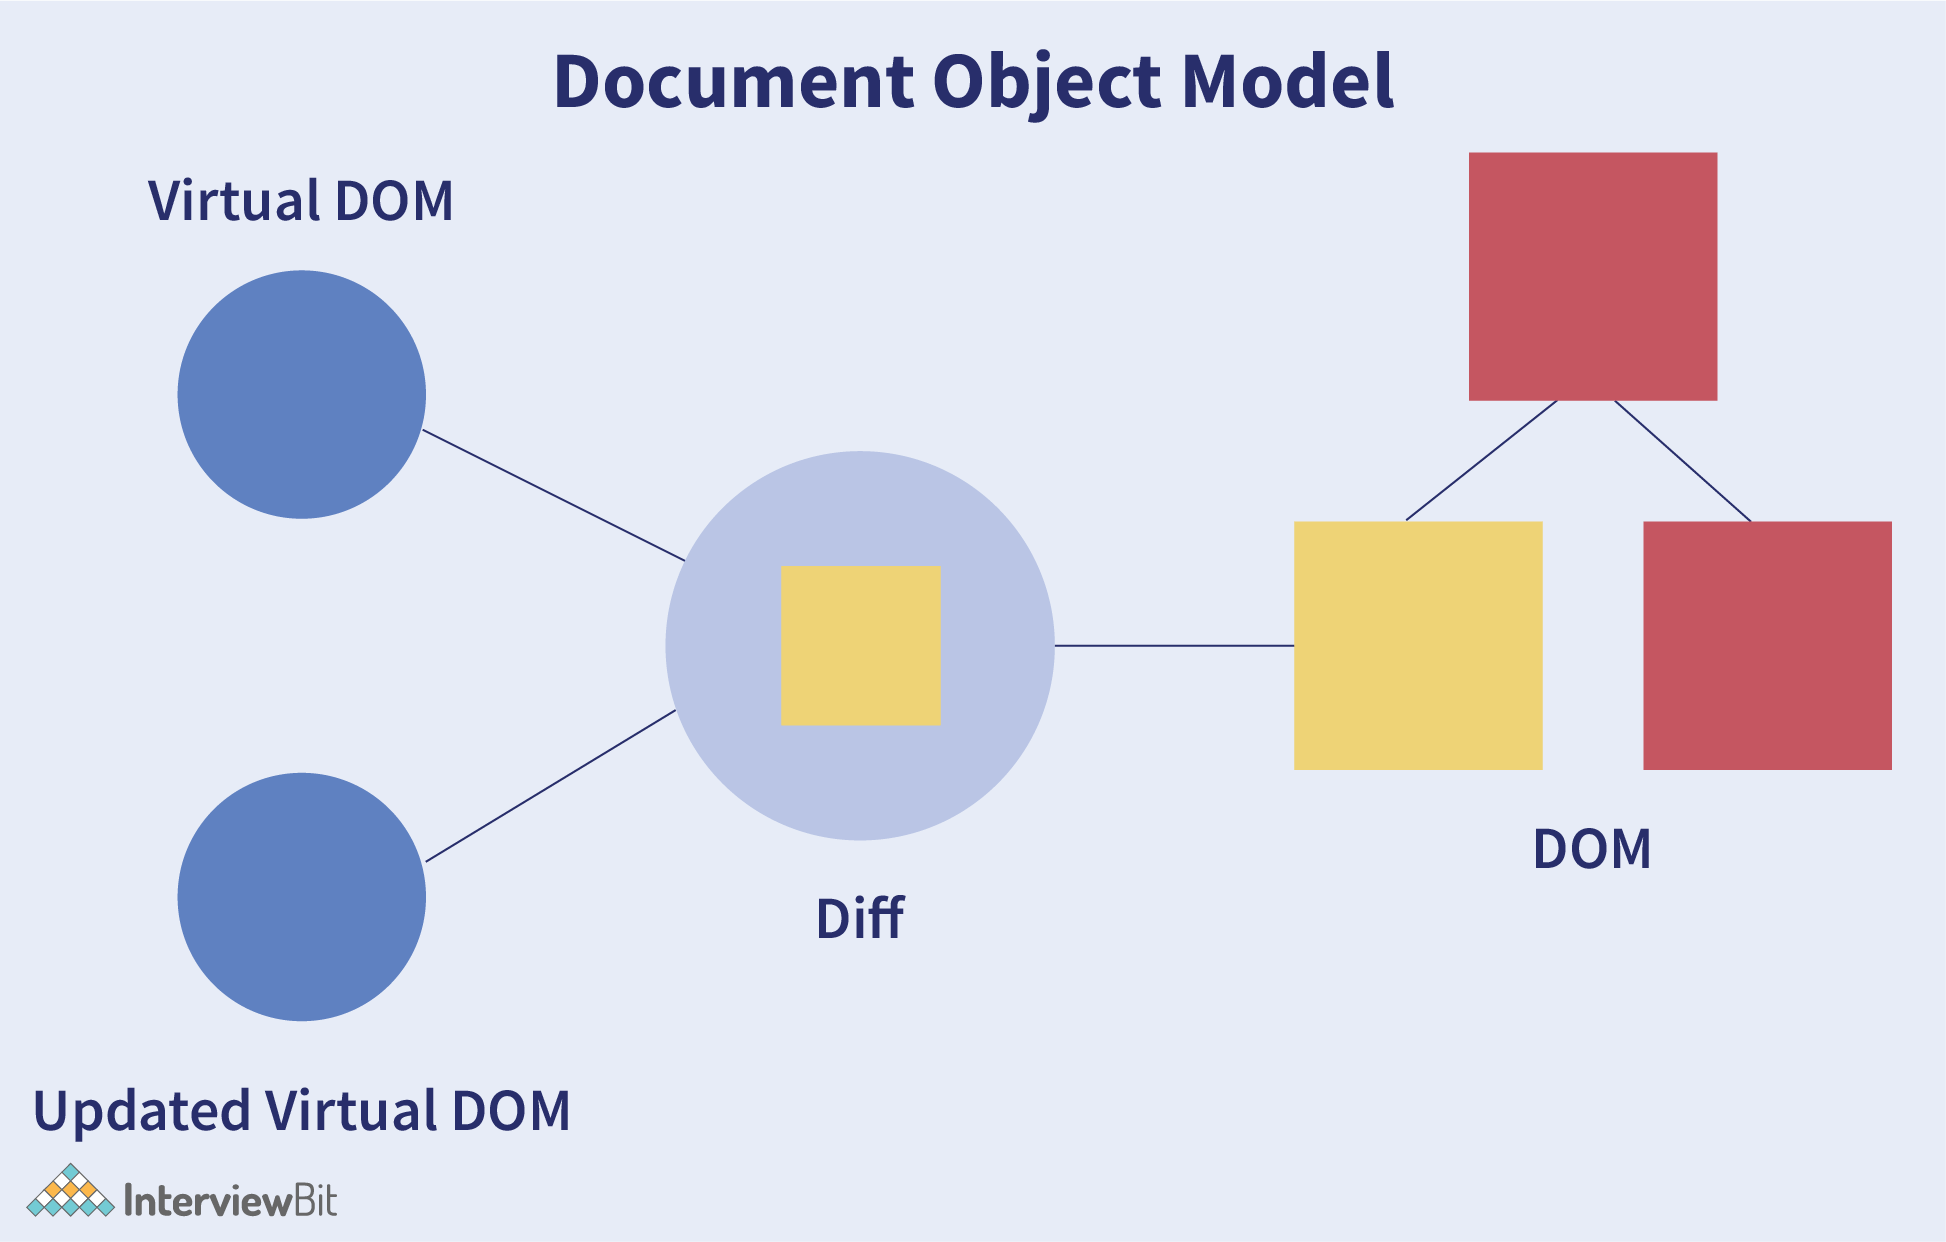 Document Object Model
Virtual DOM
Diff
DOM
Updated Virtual DOM
InterviewBit